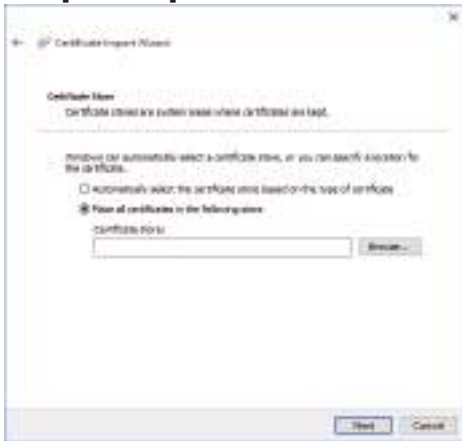 Certificate Import Wizard
Certificate Store
Certificate stores are system areas where certificates are kept.
Windows can automatically select a certificate store, or you can specify a location for
the certificate.
Automatically select the certificate store based on the type of certificate
Place all certificates in the following store
Certificate store:
Browse...
Next
Cancel